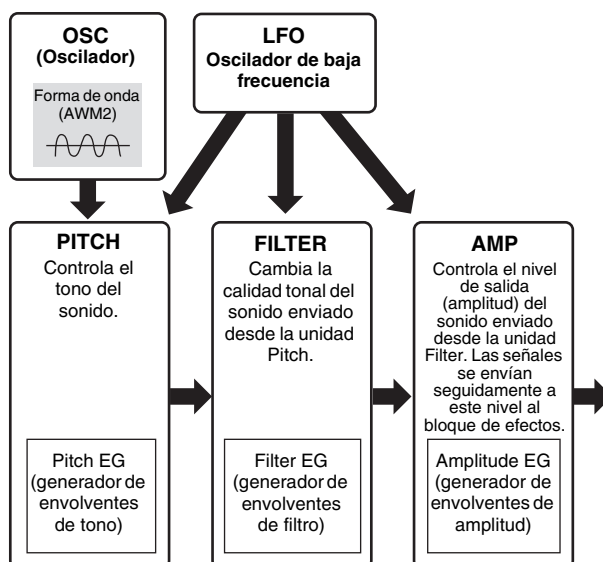 OSC
(Oscilador)
Forma de onda
(AWM2)
LFO
Oscilador de baja
frecuencia
PITCH
Controla el
tono del
sonido.
Pitch EG
(generador de
envolventes
de tono)
FILTER
Cambia la
calidad tonal del
sonido enviado
desde la unidad
Pitch.
Filter EG
(generador de
envolventes
de filtro)
AMP
Controla el nivel
de salida
(amplitud) del
sonido enviado
desde la unidad
Filter. Las señales
se envían
seguidamente a
este nivel al
bloque de efectos.
Amplitude EG
(generador de
envolventes de
amplitud)